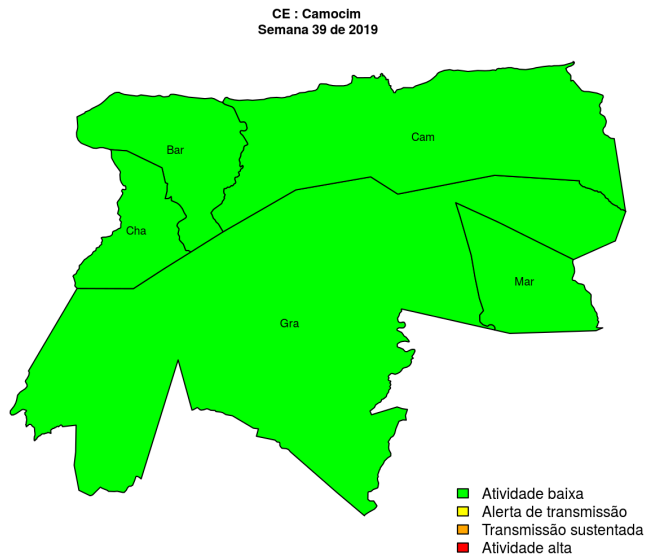 CE : Camocim
Semana 39 de 2019
Cam
Bar
Cha
Mar
Gra
Atividade baixa
Alerta de transmissão
Transmissão sustentada
Atividade alta